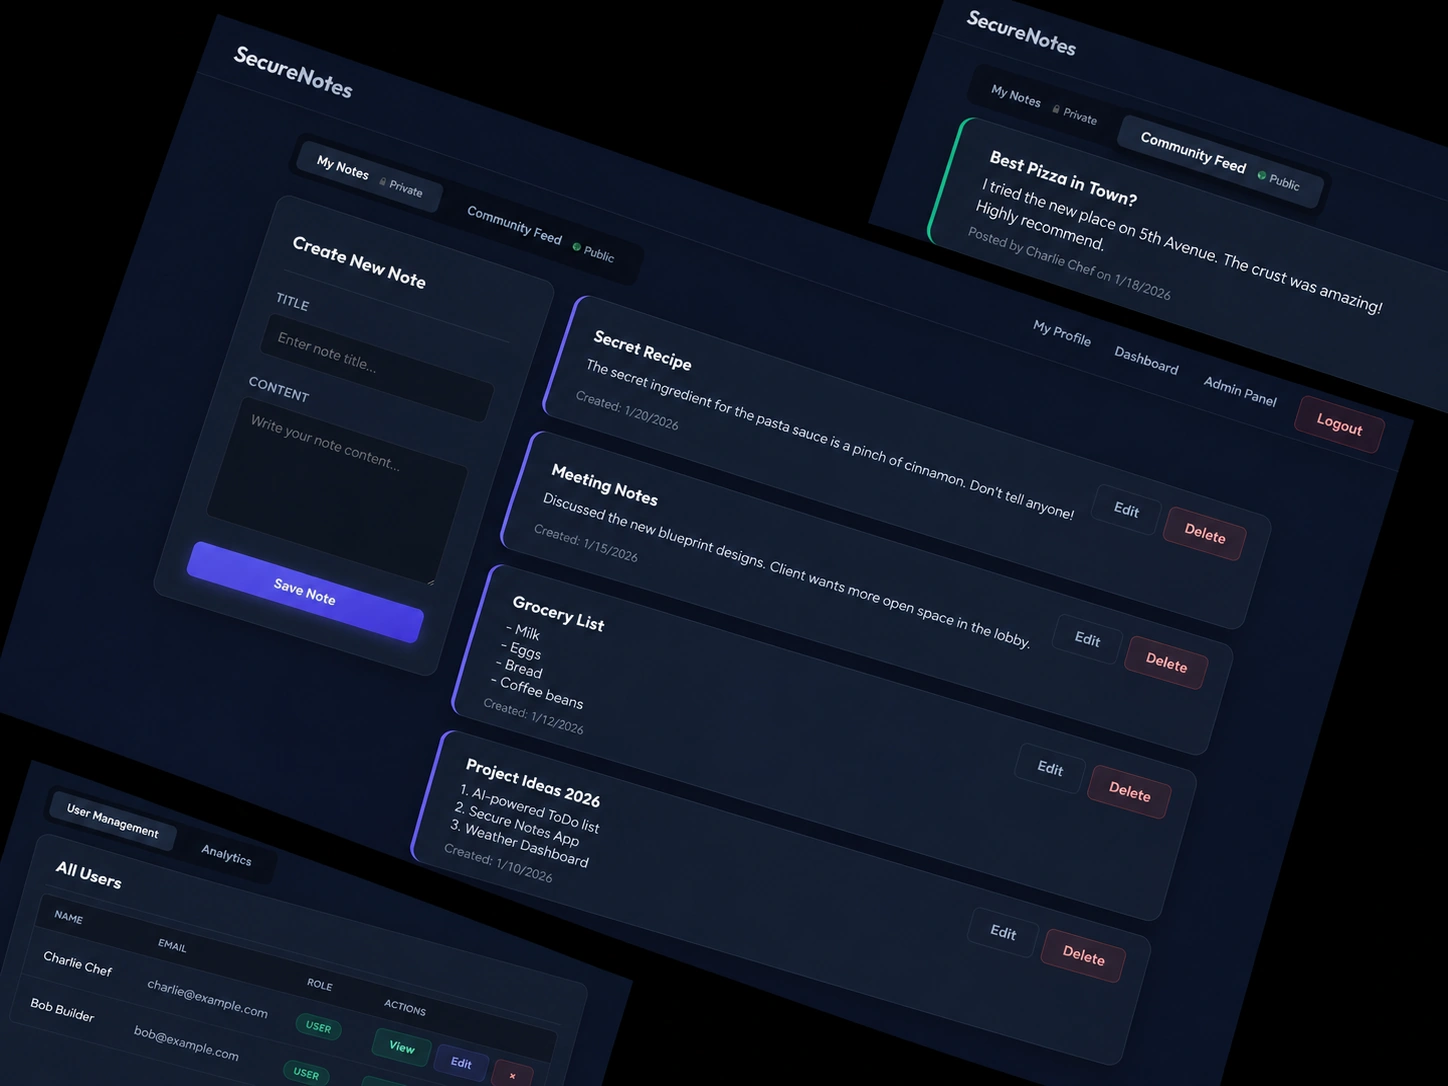 SecureNotes
My Profile
Dashboard
Admin Panel
Logout
My Notes
Private
Community Feed
Public
Create New Note
TITLE
Enter note title...
CONTENT
Write your note content...
Save Note
Secret Recipe
The secret ingredient for the pasta sauce is a pinch of cinnamon. Don't tell anyone!
Created: 1/20/2026
Edit
Delete
Meeting Notes
Discussed the new blueprint designs. Client wants more open space in the lobby.
Created: 1/15/2026
Edit
Delete
Grocery List
- Milk
- Eggs
- Bread
- Coffee beans
Created: 1/12/2026
Edit
Delete
Project Ideas 2026
1. AI-powered ToDo list
2. Secure Notes App
3. Weather Dashboard
Created: 1/10/2026
Edit
Delete
SecureNotes
My Notes
Private
Community Feed
Public
Best Pizza in Town?
I tried the new place on 5th Avenue. The crust was amazing!
Highly recommend.
Posted by Charlie Chef on 1/18/2026
User Management
Analytics
All Users
NAME
EMAIL
ROLE
ACTIONS
Charlie Chef
charlie@example.com
USER
View
Edit
×
Bob Builder
bob@example.com
USER